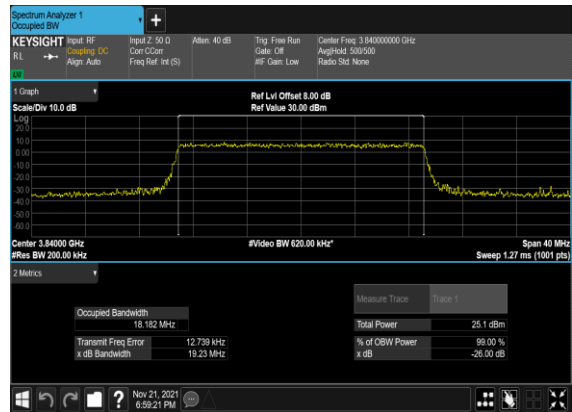 Spectrum Analyzer 1
Occupied BW
KEYSIGHT Input: RF Input Z: 50 Ω Atten: 40 dB Trig: Free Run Center Freq: 3.840000000 GHz
R L Coupling: DC Corr CCorr Gate: Off Avg|Hold: 500/500
Align: Auto Freq Ref: Int (S) #IF Gain: Low Radio Std: None
1 Graph Ref Lvl Offset 8.00 dB
Scale/Div 10.0 dB Ref Value 30.00 dBm
Log
20.0
10.0
0.00
-10.0
-20.0
-30.0
-40.0
-50.0
-60.0
Center 3.84000 GHz #Video BW 620.00 kHz* Span 40 MHz
#Res BW 200.00 kHz Sweep 1.27 ms (1001 pts)
2 Metrics
Measure Trace Trace 1
Occupied Bandwidth
18.182 MHz Total Power 25.1 dBm
Transmit Freq Error 12.739 kHz % of OBW Power 99.00 %
x dB Bandwidth 19.23 MHz x dB -26.00 dB
? Nov 21, 2021
6:59:21 PM